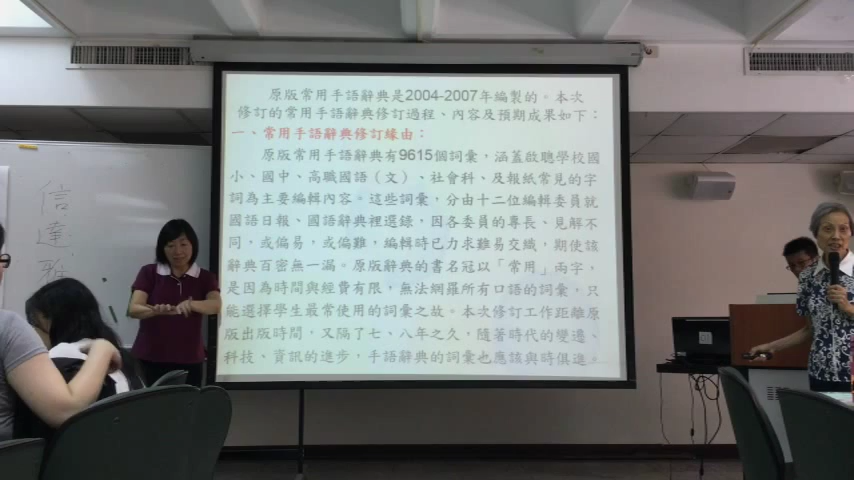 信達雅
原版常用手語辭典是2004-2007年編製的。本次
修訂的常用手語辭典修訂過程、內容及預期成果如下：
一、常用手語辭典修訂緣由：
原版常用手語辭典有9615個詞彙，涵蓋啟聰學校國
小、國中、高職國語（文）、社會科、及報紙常見的字
詞為主要編輯內容。這些詞彙，分由十二位編輯委員就
國語日報、國語辭典裡選錄，因各委員的專長、見解不
同，或偏易，或偏難，編輯時已力求難易交織，期使該
辭典百密無一漏。原版辭典的書名冠以「常用」兩字，
是因為時間與經費有限，無法網羅所有口語的詞彙，只
能選擇學生最常使用的詞彙之故。本次修訂工作距離原
版出版時間，又隔了七、八年之久，隨著時代的變遷、
科技、資訊的進步，手語辭典的詞彙也應該與時俱進。